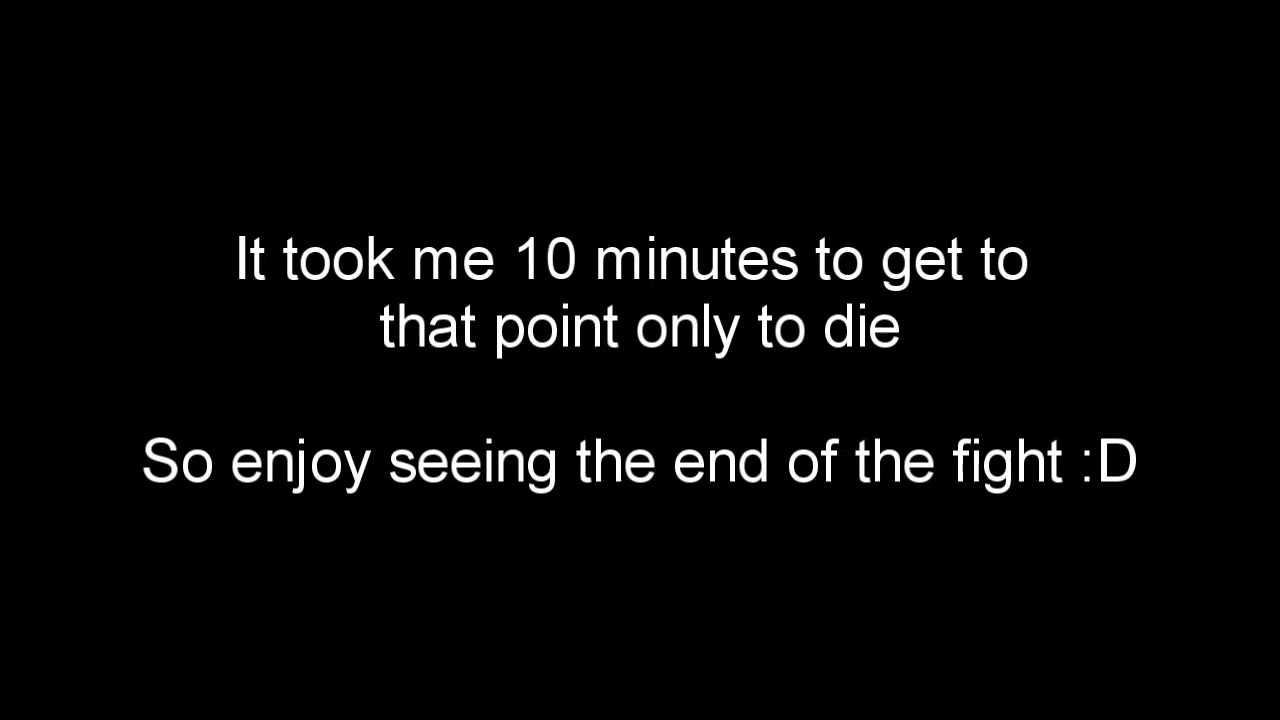 It took me 10 minutes to get to
that point only to die
So enjoy seeing the end of the fight :D